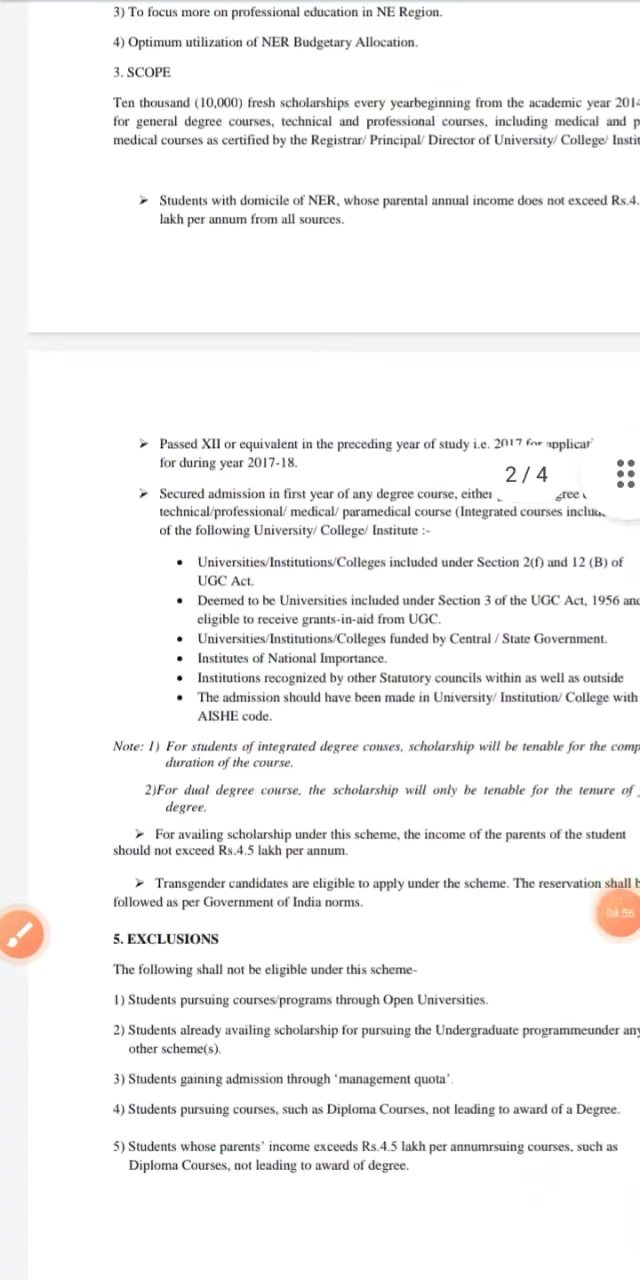 3) To focus more on professional education in NE Region.
4) Optimum utilization of NER Budgetary Allocation.
3. SCOPE
Ten thousand (10,000) fresh scholarships every yearbeginning from the academic year 2014
for general degree courses, technical and professional courses, including medical and p
medical courses as certified by the Registrar/ Principal/ Director of University/ College/ Instit
➢ Students with domicile of NER, whose parental annual income does not exceed Rs.4.
lakh per annum from all sources.
➢ Passed XII or equivalent in the preceding year of study i.e. 2017 for applicat
for during year 2017-18.
2 / 4
➢ Secured admission in first year of any degree course, either gree
technical/professional/ medical/ paramedical course (Integrated courses includ
of the following University/ College/ Institute :-
• Universities/Institutions/Colleges included under Section 2(f) and 12 (B) of
UGC Act.
• Deemed to be Universities included under Section 3 of the UGC Act, 1956 and
eligible to receive grants-in-aid from UGC.
• Universities/Institutions/Colleges funded by Central / State Government.
• Institutes of National Importance.
• Institutions recognized by other Statutory councils within as well as outside
• The admission should have been made in University/ Institution/ College with
AISHE code.
Note: 1) For students of integrated degree couses, scholarship will be tenable for the comp
duration of the course.
2)For dual degree course, the scholarship will only be tenable for the tenure of
degree.
➢ For availing scholarship under this scheme, the income of the parents of the student
should not exceed Rs.4.5 lakh per annum.
➢ Transgender candidates are eligible to apply under the scheme. The reservation shall b
followed as per Government of India norms.
04:56
5. EXCLUSIONS
The following shall not be eligible under this scheme-
1) Students pursuing courses/programs through Open Universities.
2) Students already availing scholarship for pursuing the Undergraduate programmeunder any
other scheme(s).
3) Students gaining admission through ‘management quota’.
4) Students pursuing courses, such as Diploma Courses, not leading to award of a Degree.
5) Students whose parents’ income exceeds Rs.4.5 lakh per annumrsuing courses, such as
Diploma Courses, not leading to award of degree.